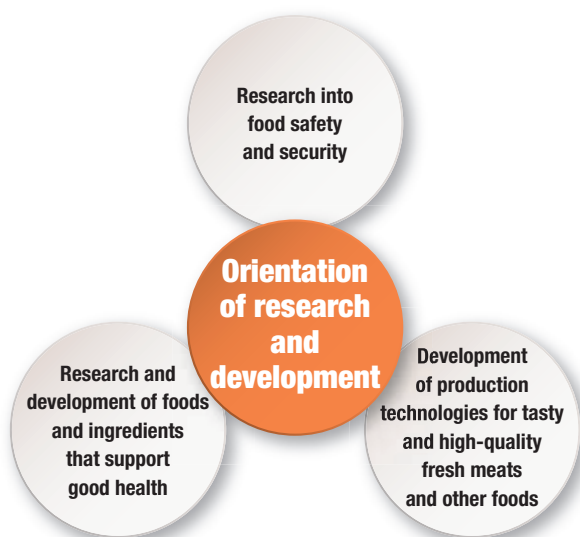 Research into
food safety
and security
Orientation
of research
and
development
Research and
development of foods
and ingredients
that support
good health
Development
of production
technologies for tasty
and high-quality
fresh meats
and other foods